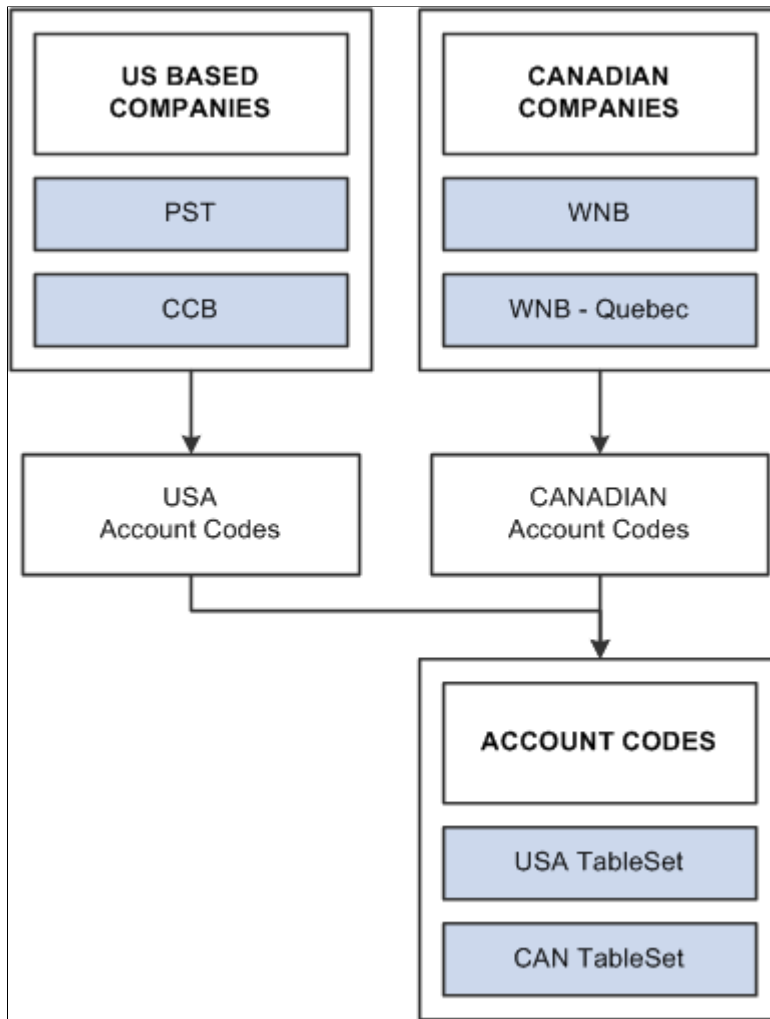 US BASED
COMPANIES
PST
CCB
CANADIAN
COMPANIES
WNB
WNB - Quebec
USA
Account Codes
CANADIAN
Account Codes
ACCOUNT CODES
USA TableSet
CAN TableSet